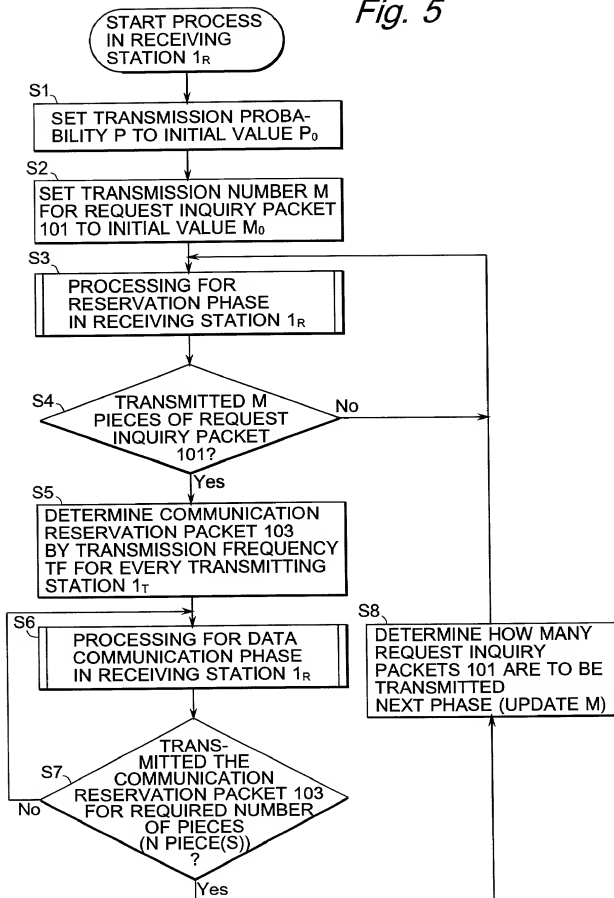 Fig. 5
START PROCESS
IN RECEIVING
STATION 1R
S1
SET TRANSMISSION PROBA-
BILITY P TO INITIAL VALUE P0
S2
SET TRANSMISSION NUMBER M
FOR REQUEST INQUIRY PACKET
101 TO INITIAL VALUE M0
S3
PROCESSING FOR
RESERVATION PHASE
IN RECEIVING STATION 1R
S4
TRANSMITTED M
PIECES OF REQUEST
INQUIRY PACKET
101?
No
Yes
S5
DETERMINE COMMUNICATION
RESERVATION PACKET 103
BY TRANSMISSION FREQUENCY
TF FOR EVERY TRANSMITTING
STATION 1T
S6
PROCESSING FOR DATA
COMMUNICATION PHASE
IN RECEIVING STATION 1R
S7
TRANS-
MITTED THE
COMMUNICATION
RESERVATION PACKET 103
FOR REQUIRED NUMBER
OF PIECES
(N PIECE(S))
?
No
Yes
S8
DETERMINE HOW MANY
REQUEST INQUIRY
PACKETS 101 ARE TO BE
TRANSMITTED
NEXT PHASE (UPDATE M)